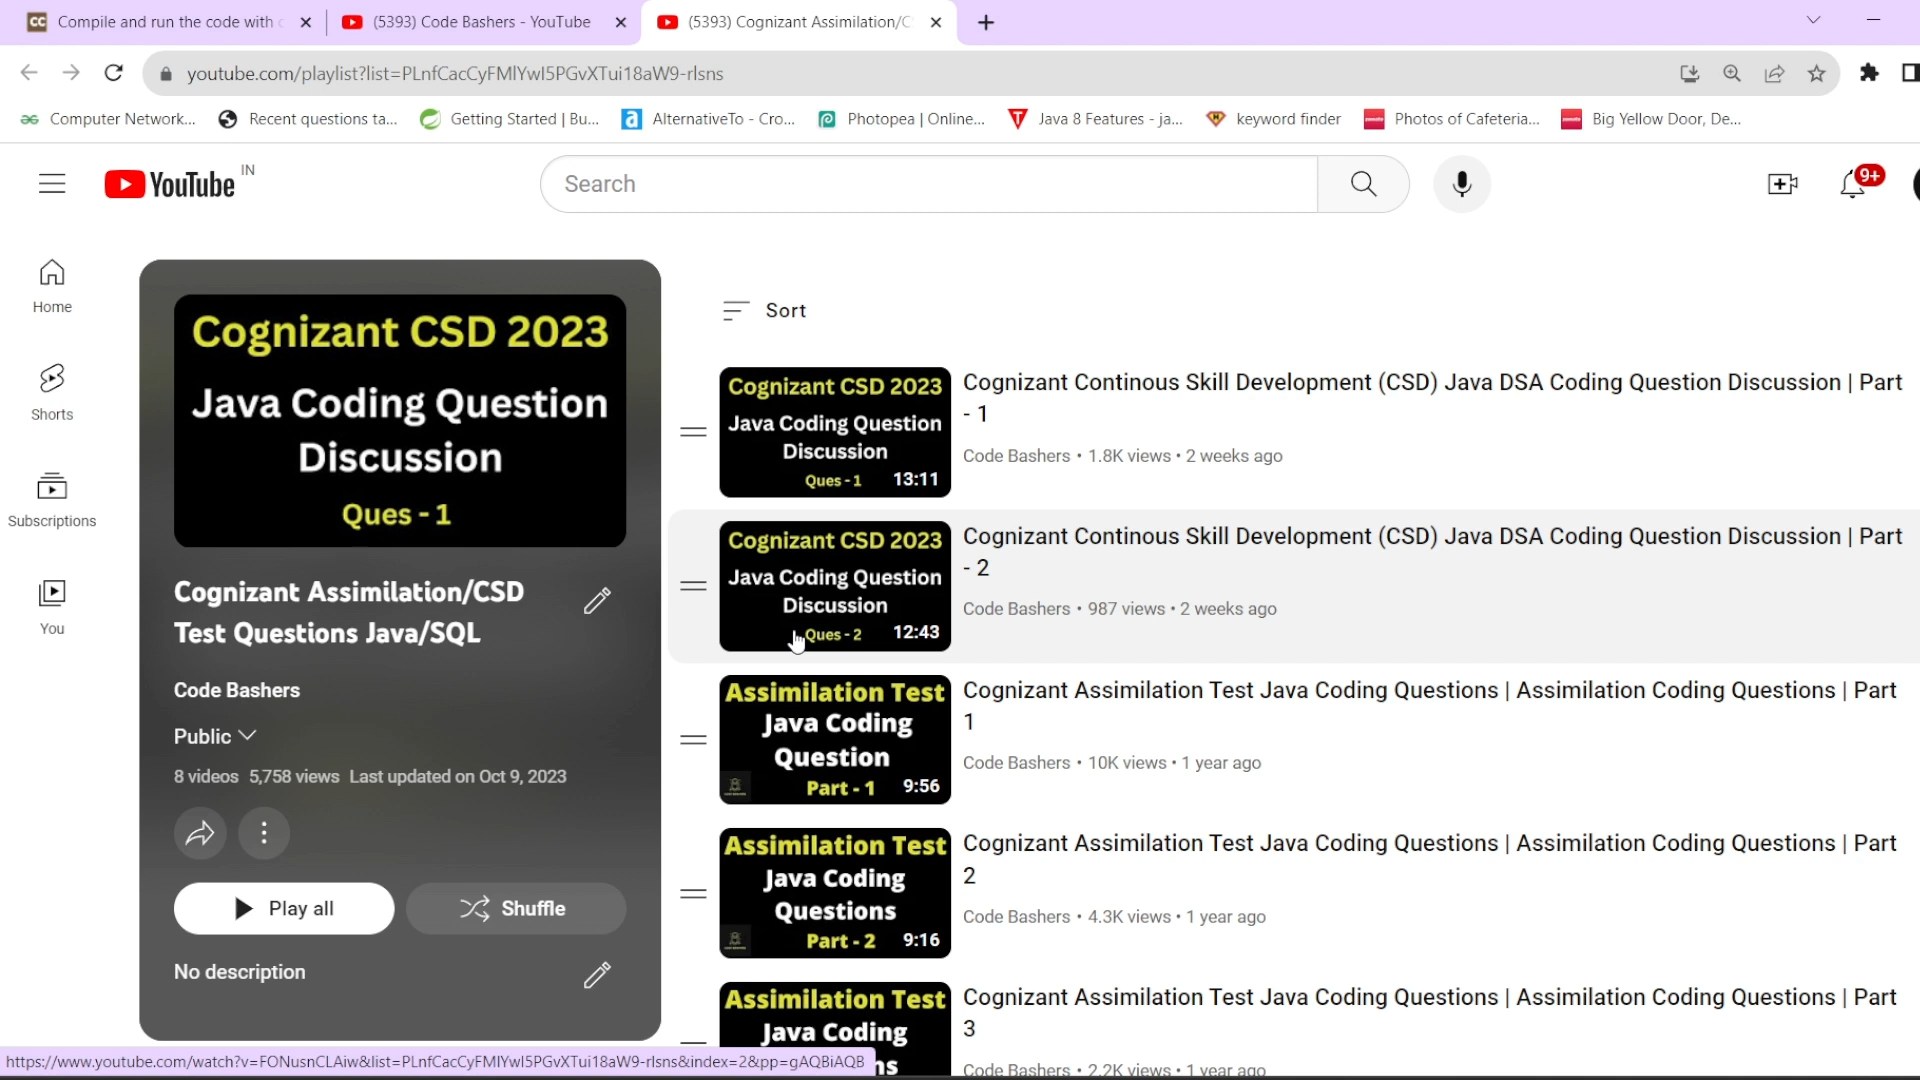 CC Compile and run the code with
(5393) Code Bashers - YouTube
(5393) Cognizant Assimilation/C
youtube.com/playlist?list=PLnfCacCyFMlYwl5PGvXTui18aW9-rlsns
Computer Network...
Recent questions ta...
Getting Started | Bu...
AlternativeTo - Cro...
Photopea | Online...
Java 8 Features - ja...
keyword finder
Photos of Cafeteria...
Big Yellow Door, De...
YouTube IN
Search
9+
Home
Shorts
Subscriptions
You
Cognizant CSD 2023
Java Coding Question
Discussion
Ques - 1
Cognizant Assimilation/CSD
Test Questions Java/SQL
Code Bashers
Public
8 videos 5,758 views Last updated on Oct 9, 2023
Play all
Shuffle
No description
Sort
Cognizant CSD 2023
Java Coding Question
Discussion
Ques - 1 13:11
Cognizant Continous Skill Development (CSD) Java DSA Coding Question Discussion | Part
- 1
Code Bashers • 1.8K views • 2 weeks ago
Cognizant CSD 2023
Java Coding Question
Discussion
Ques - 2 12:43
Cognizant Continous Skill Development (CSD) Java DSA Coding Question Discussion | Part
- 2
Code Bashers • 987 views • 2 weeks ago
Assimilation Test
Java Coding
Question
Part - 1 9:56
Cognizant Assimilation Test Java Coding Questions | Assimilation Coding Questions | Part
1
Code Bashers • 10K views • 1 year ago
Assimilation Test
Java Coding
Questions
Part - 2 9:16
Cognizant Assimilation Test Java Coding Questions | Assimilation Coding Questions | Part
2
Code Bashers • 4.3K views • 1 year ago
Assimilation Test
Java Coding
ns
Cognizant Assimilation Test Java Coding Questions | Assimilation Coding Questions | Part
3
Code Bashers • 2.2K views • 1 year ago
https://www.youtube.com/watch?v=FONusnCLAiw&list=PLnfCacCyFMlYwl5PGvXTui18aW9-rlsns&index=2&pp=gAQBiAQB